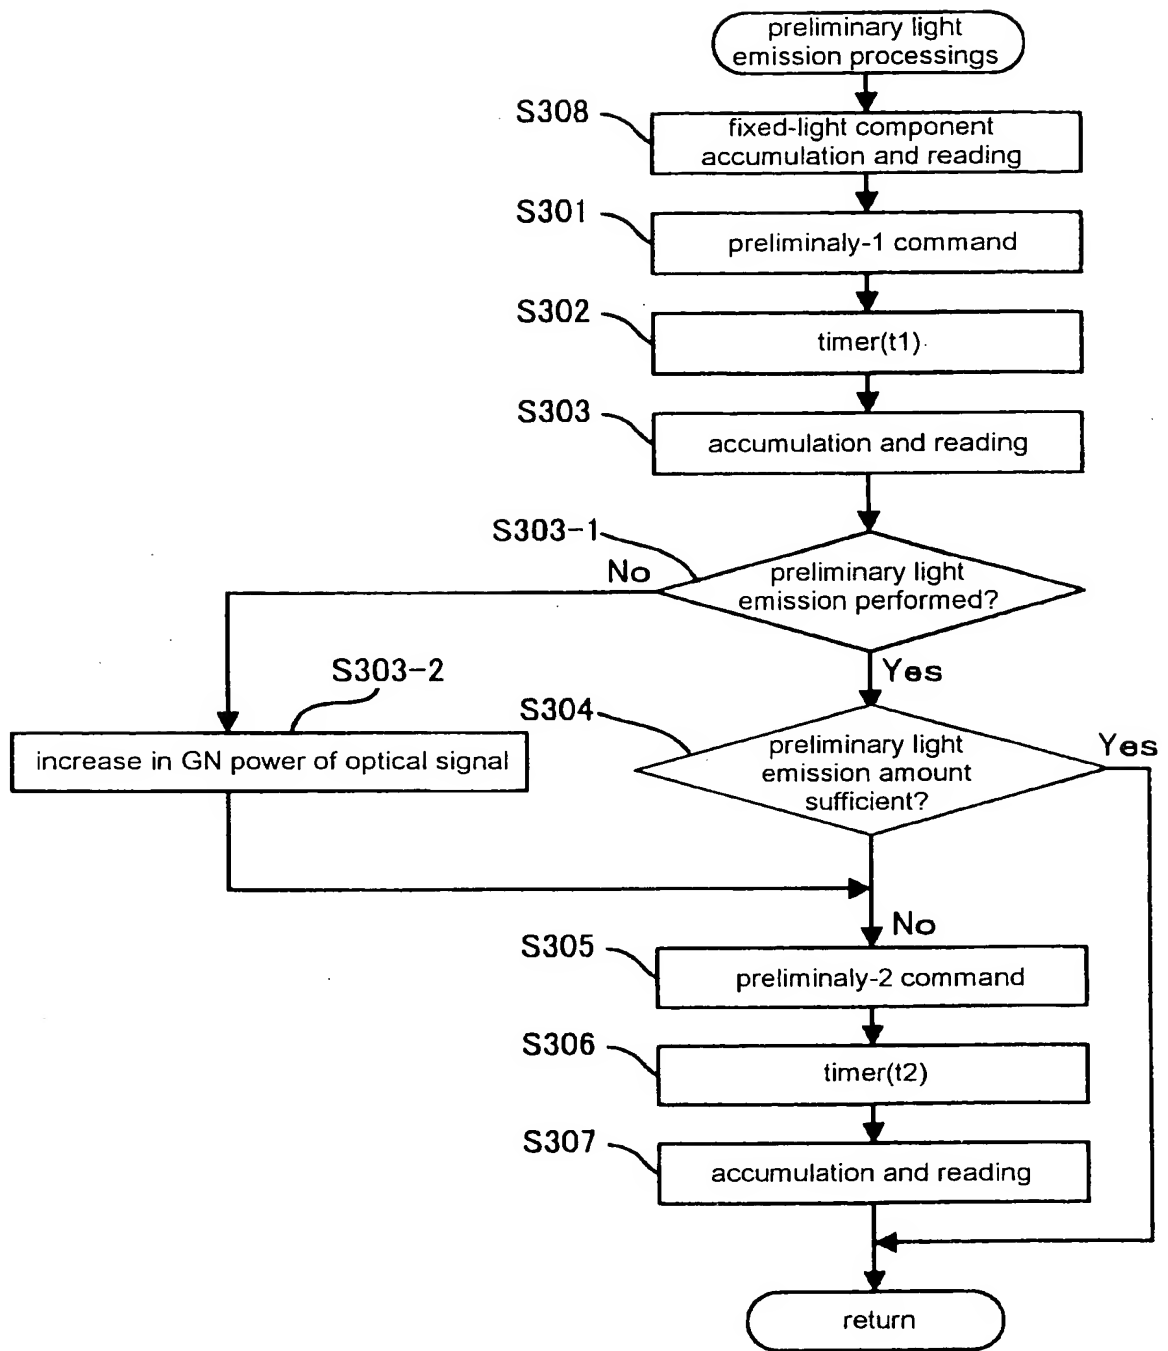 preliminary light
emission processings
S308
fixed-light component
accumulation and reading
S301
preliminaly-1 command
S302
timer(t1)
S303
accumulation and reading
S303-1
preliminary light
emission performed?
No
Yes
S303-2
increase in GN power of optical signal
S304
preliminary light
emission amount
sufficient?
Yes
No
S305
preliminaly-2 command
S306
timer(t2)
S307
accumulation and reading
return